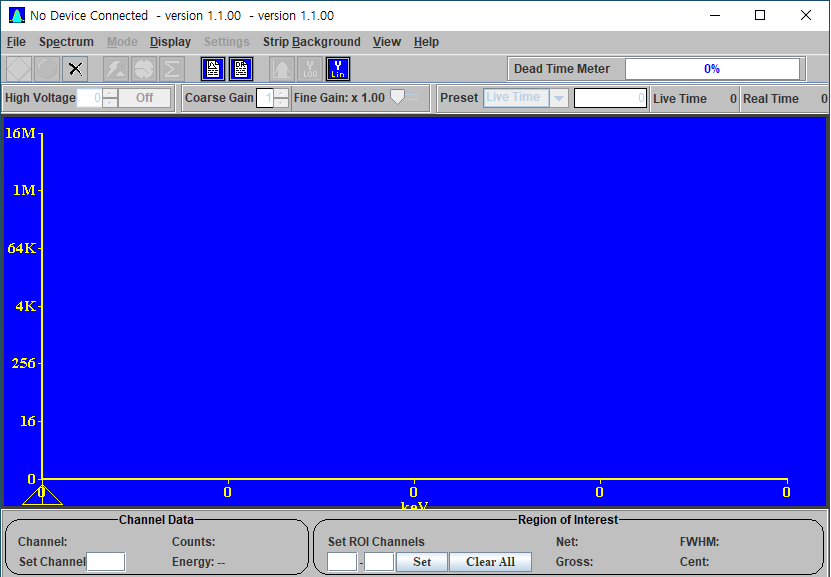 No Device Connected - version 1.1.00 - version 1.1.00
File Spectrum Mode Display Settings Strip Background View Help
Y LOG Y Lin Dead Time Meter 0%
High Voltage 0 Off Coarse Gain 1 Fine Gain: x 1.00 Preset Live Time 0 Live Time 0 Real Time 0
16M
1M
64K
4K
256
16
0
0 0 0 0 0
keV
Channel Data Region of Interest
Channel: Counts: Set ROI Channels Net: FWHM:
Set Channel Energy: -- - Set Clear All Gross: Cent: